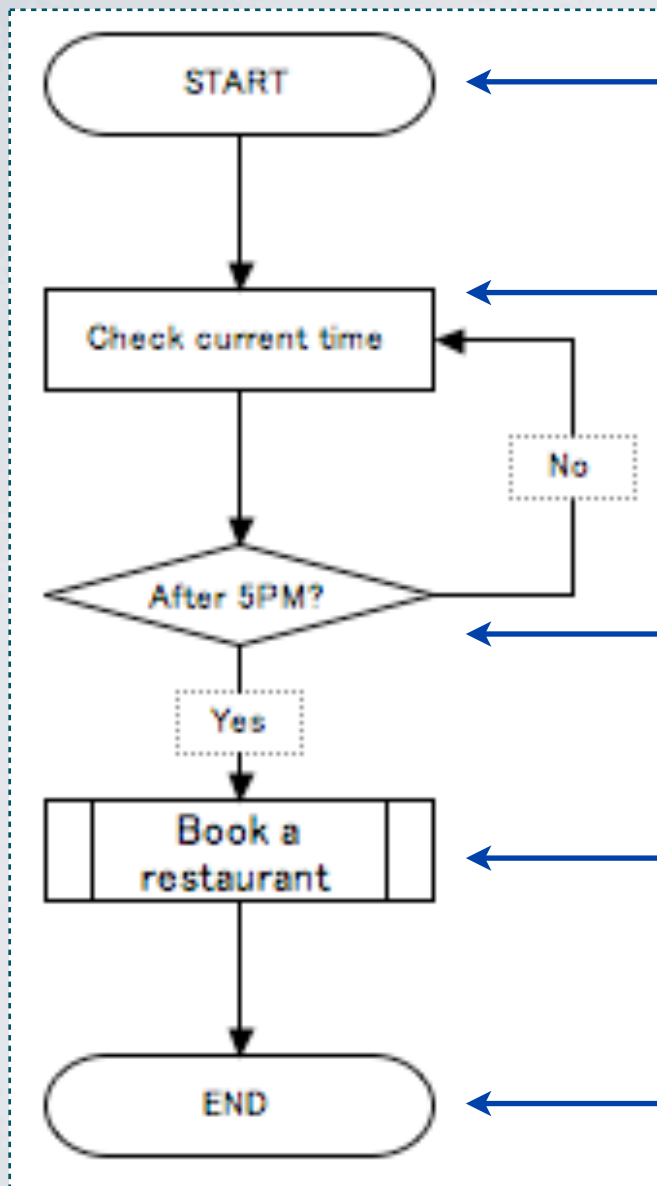 START
Check current time
No
After 5PM?
Yes
Book a
restaurant
END